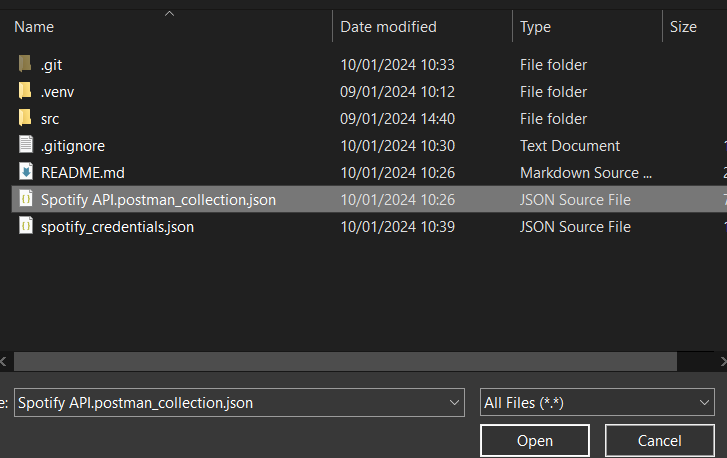 Name Date modified Type Size
.git 10/01/2024 10:33 File folder
.venv 09/01/2024 10:12 File folder
src 09/01/2024 14:40 File folder
.gitignore 10/01/2024 10:30 Text Document
README.md 10/01/2024 10:26 Markdown Source ...
Spotify API.postman_collection.json 10/01/2024 10:26 JSON Source File
spotify_credentials.json 10/01/2024 10:39 JSON Source File
e: Spotify API.postman_collection.json All Files (*.*)
Open Cancel